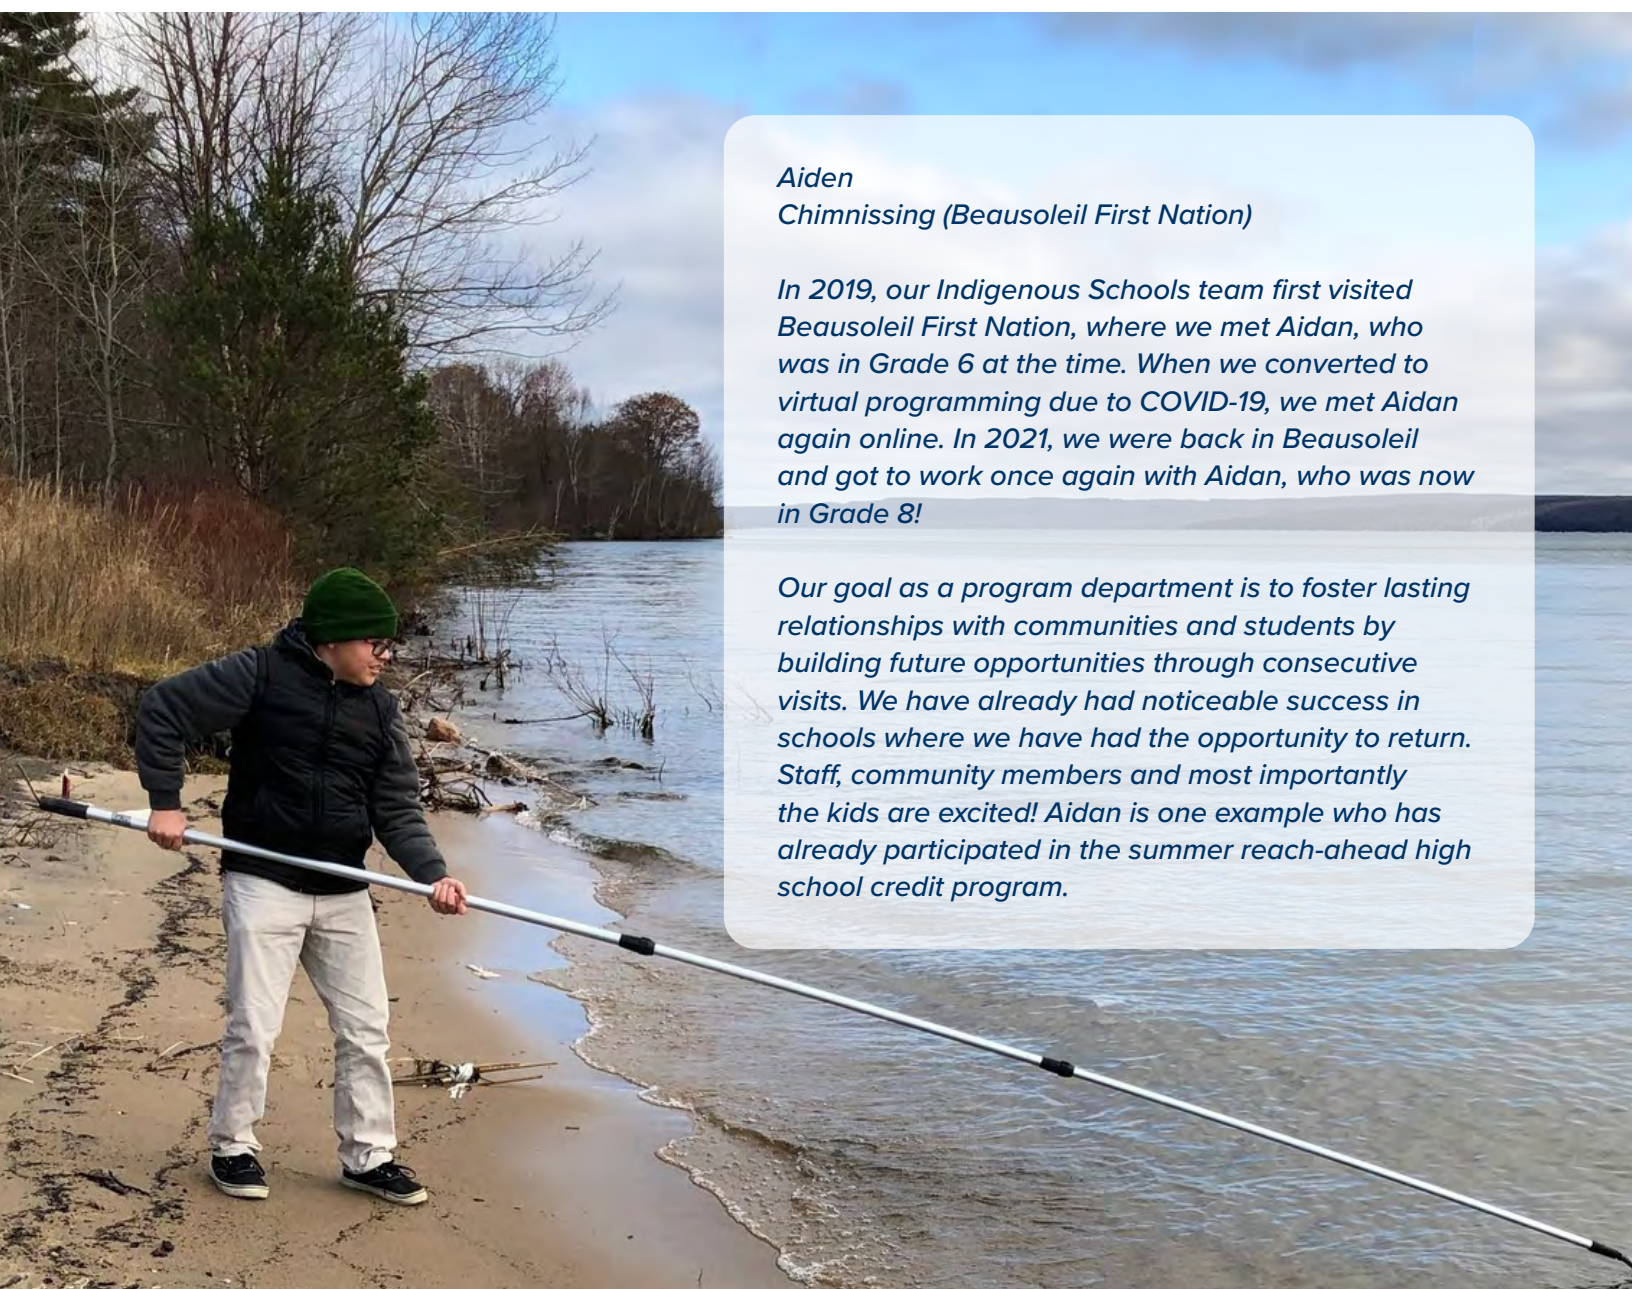 Aiden
Chimnissing (Beausoleil First Nation)
In 2019, our Indigenous Schools team first visited
Beausoleil First Nation, where we met Aidan, who
was in Grade 6 at the time. When we converted to
virtual programming due to COVID-19, we met Aidan
again online. In 2021, we were back in Beausoleil
and got to work once again with Aidan, who was now
in Grade 8!
Our goal as a program department is to foster lasting
relationships with communities and students by
building future opportunities through consecutive
visits. We have already had noticeable success in
schools where we have had the opportunity to return.
Staff, community members and most importantly
the kids are excited! Aidan is one example who has
already participated in the summer reach-ahead high
school credit program.